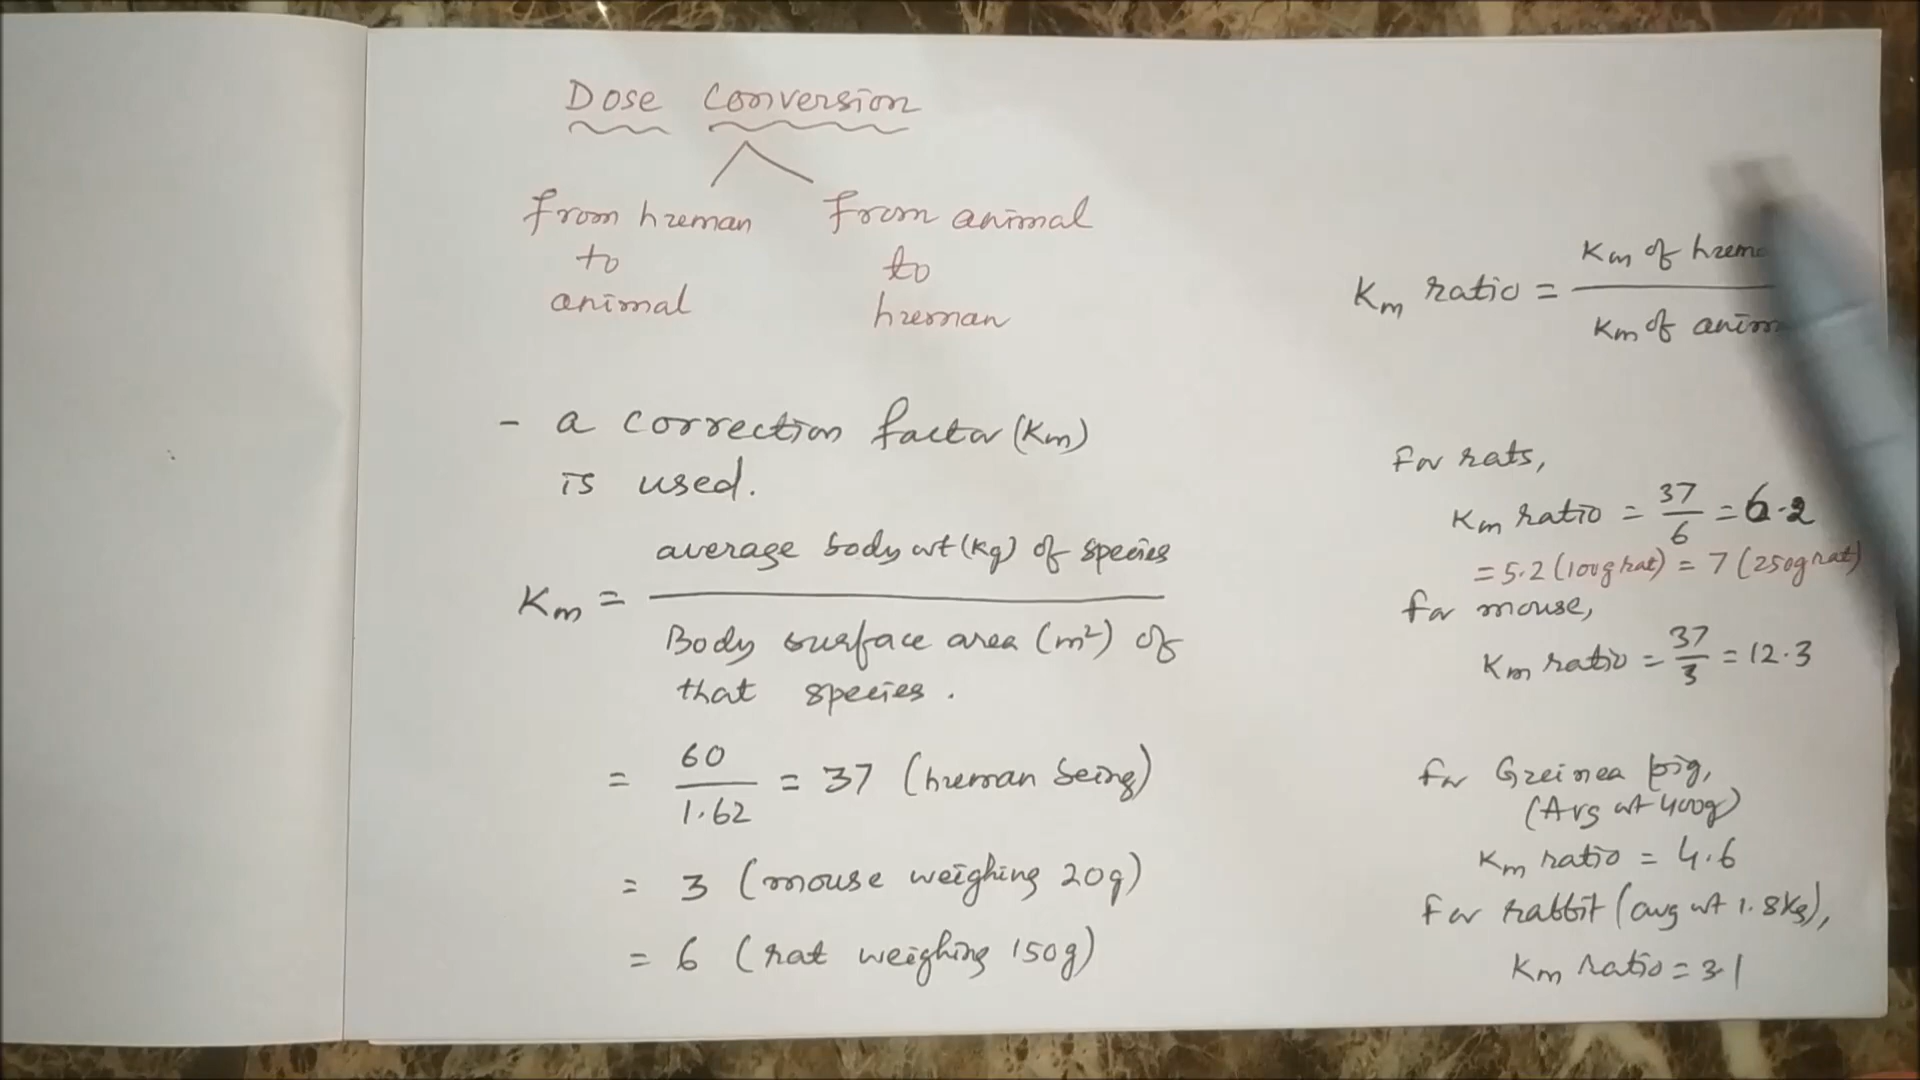 Dose Conversion
from human
to
animal
from animal
to
human
- a correction factor (Km)
is used.
average body wt (kg) of species
Km =
Body surface area (m²) of
that species.
= 60 / 1.62 = 37 (human being)
= 3 (mouse weighing 20g)
= 6 (rat weighing 150g)
Km of
Km ratio =
Km of
For rats,
Km ratio = 37 / 6 = 6.2
= 5.2 (100g rat) = 7 (250g rat)
for mouse,
Km ratio = 37 / 3 = 12.3
for Guinea pig,
(Avg wt 400g)
Km ratio = 4.6
For rabbit (avg wt 1.8kg),
Km ratio = 3.1